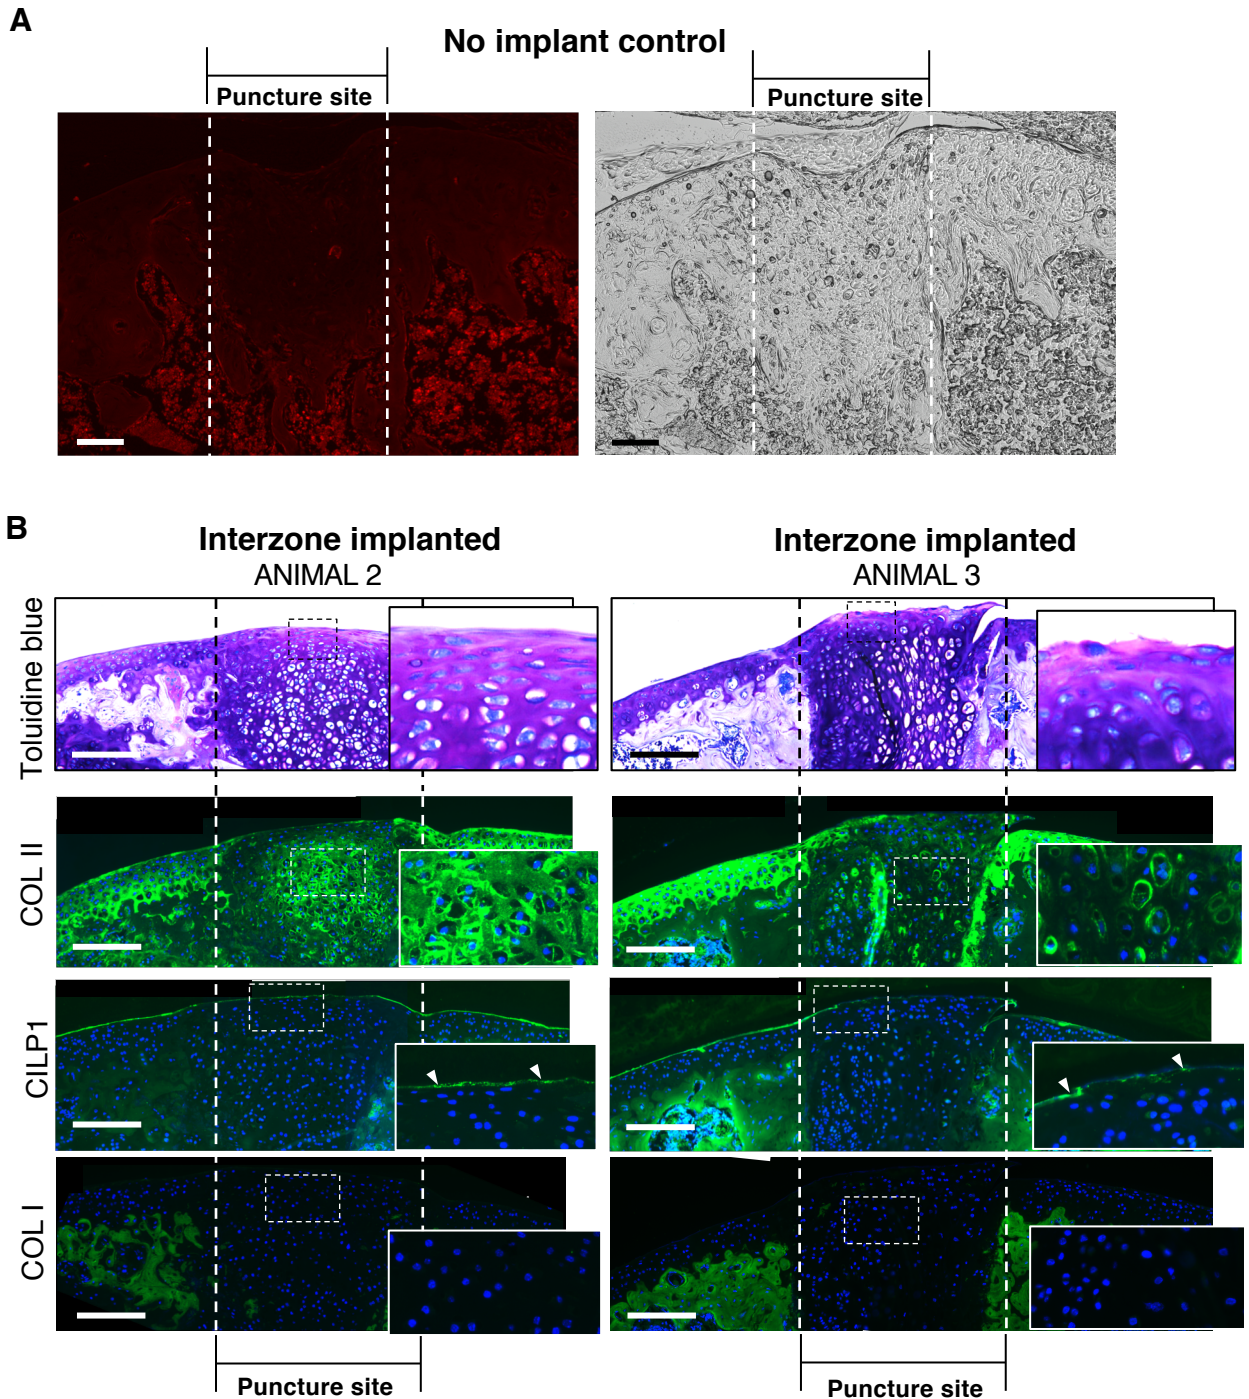 A
No implant control
Puncture site
Puncture site
B
Interzone implanted
ANIMAL 2
Interzone implanted
ANIMAL 3
Toluidine blue
COL II
CILP1
COL I
Puncture site
Puncture site